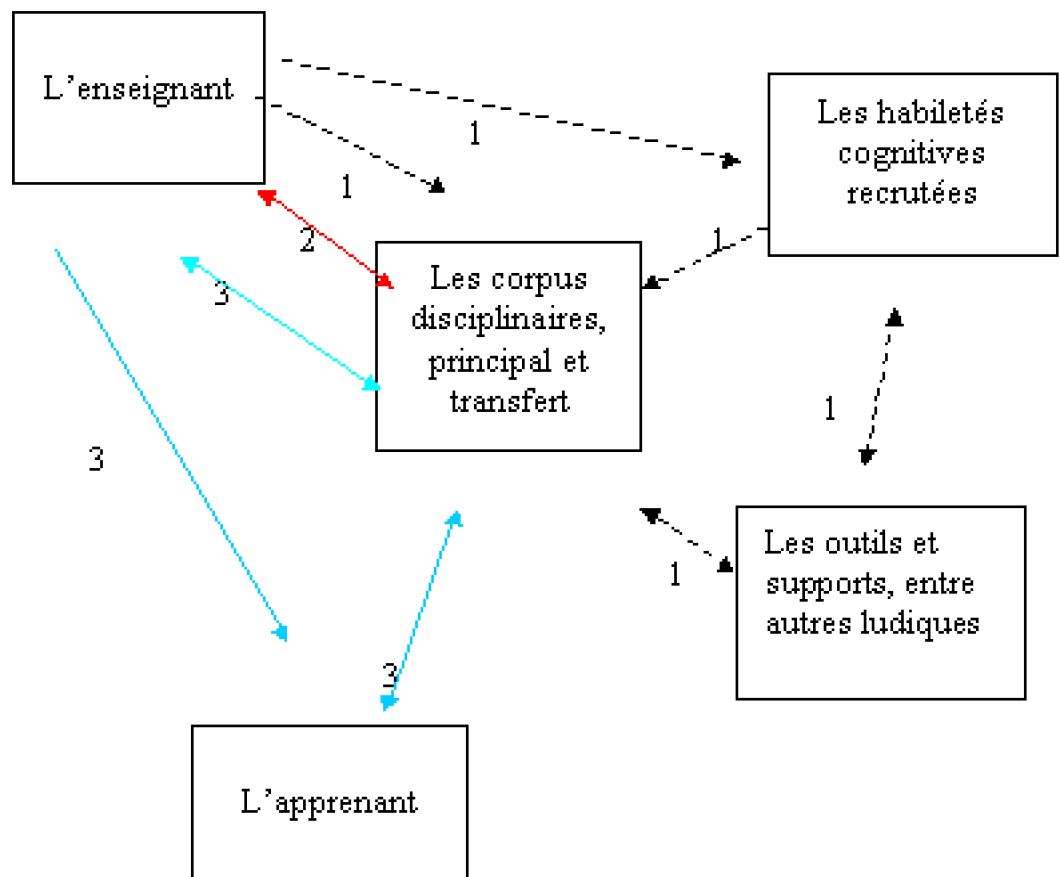 L'enseignant
Les habiletés
cognitives
recrutées
1
1
2
1
Les corpus
disciplinaires,
principal et
transfert
3
1
3
Les outils et
supports, entre
autres ludiques
1
3
L'apprenant